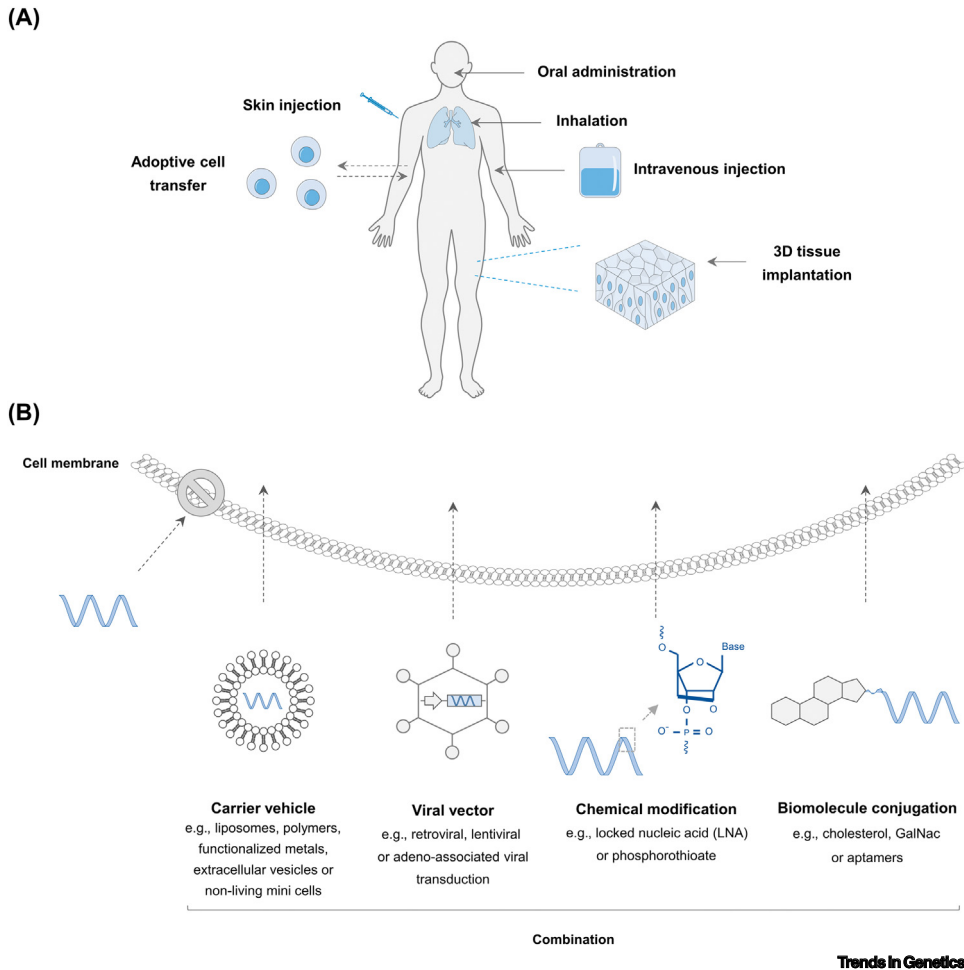 (A)
Oral administration
Skin injection
Inhalation
Adoptive cell
transfer
Intravenous injection
3D tissue
implantation
(B)
Cell membrane
Base
O
O
O
O
O⁻
P
O
Carrier vehicle
e.g., liposomes, polymers,
functionalized metals,
extracellular vesicles or
non-living mini cells
Viral vector
e.g., retroviral, lentiviral
or adeno-associated viral
transduction
Chemical modification
e.g., locked nucleic acid (LNA)
or phosphorothioate
Biomolecule conjugation
e.g., cholesterol, GalNac
or aptamers
Combination
Trends in Genetics